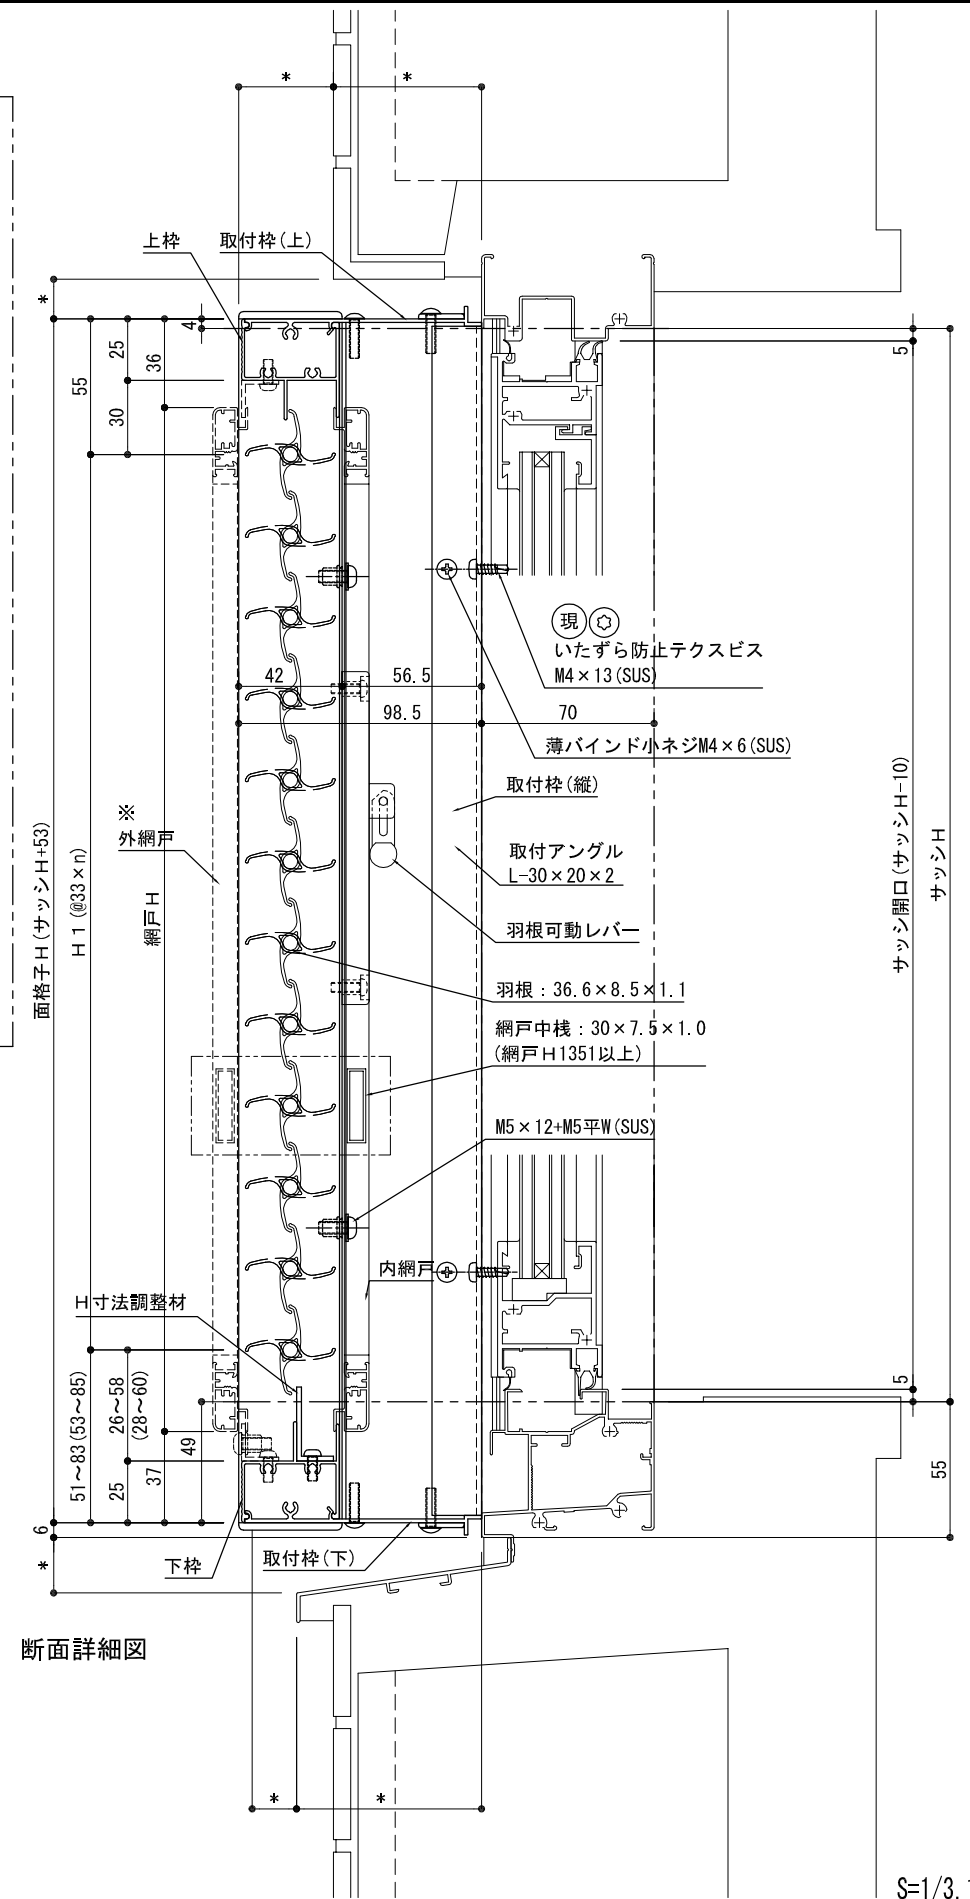 *
*
上枠
取付枠(上)
*
4
25
36
5
55
30
現
いたずら防止テクスビス
M4×13(SUS)
42
56.5
98.5
70
薄バインド小ネジM4×6(SUS)
取付枠(縦)
※
外網戸
取付アングル
L-30×20×2
面格子H(サッシH+53)
H1(@33×n)
網戸H
サッシ開口(サッシH-10)
サッシH
羽根可動レバー
羽根：36.6×8.5×1.1
網戸中桟：30×7.5×1.0
(網戸H1351以上)
M5×12+M5平W(SUS)
内網戸
H寸法調整材
5
51~83(53~85)
26~58
(28~60)
49
25
37
55
6
*
下枠
取付枠(下)
断面詳細図
*
*
S=1/3.